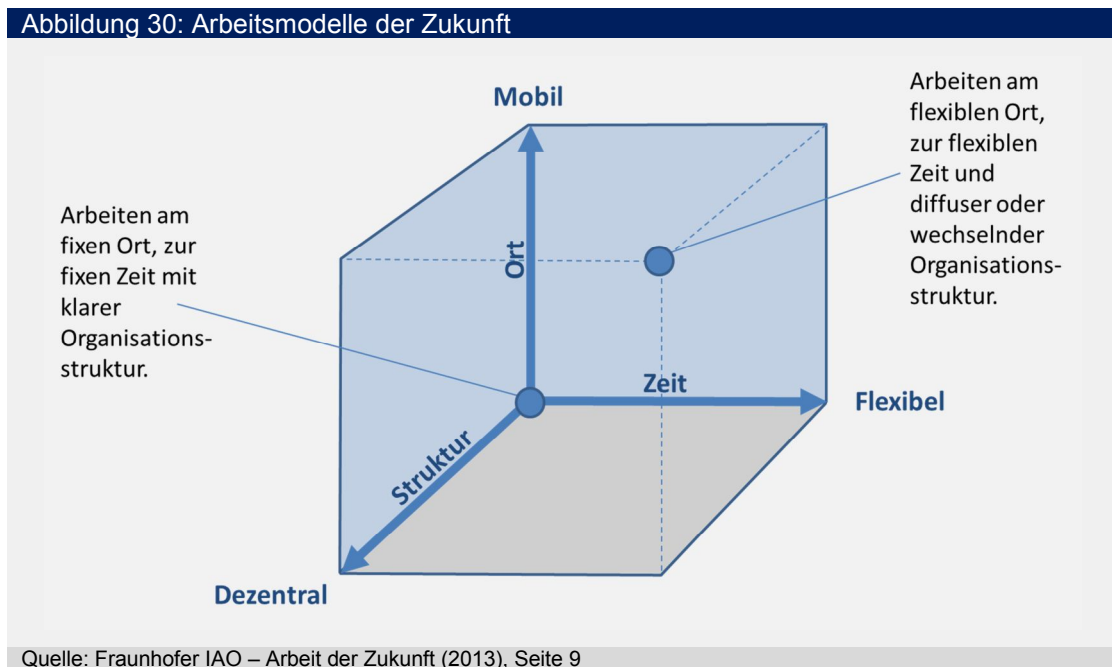 Abbildung 30: Arbeitsmodelle der Zukunft
Mobil
Arbeiten am
flexiblen Ort,
zur flexiblen
Zeit und
diffuser oder
wechselnder
Organisations-
struktur.
Arbeiten am
fixen Ort, zur
fixen Zeit mit
klarer
Organisations-
struktur.
Ort
Zeit
Flexibel
Struktur
Dezentral
Quelle: Fraunhofer IAO – Arbeit der Zukunft (2013), Seite 9